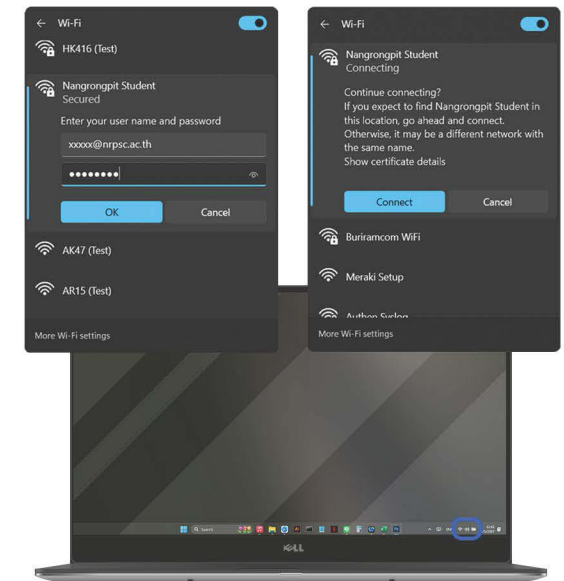 Wi-Fi
HK416 (Test)
Nangrongpit Student
Secured
Enter your user name and password
xxxxx@nrpsc.ac.th
OK
Cancel
AK47 (Test)
AR15 (Test)
More Wi-Fi settings
Wi-Fi
Nangrongpit Student
Connecting
Continue connecting?
If you expect to find Nangrongpit Student in
this location, go ahead and connect.
Otherwise, it may be a different network with
the same name.
Show certificate details
Connect
Cancel
Buriramcom WiFi
Meraki Setup
Authen Syslog
More Wi-Fi settings
Search
DELL